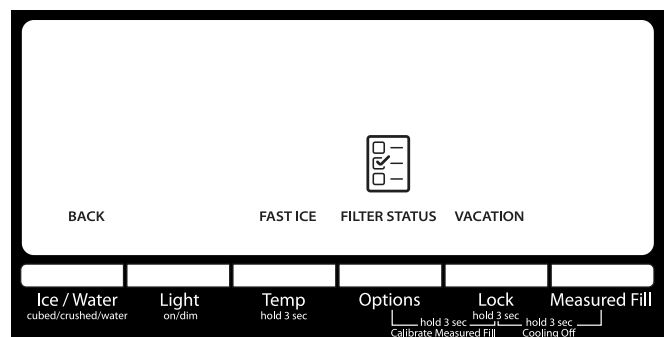 BACK FAST ICE FILTER STATUS VACATION
Ice / Water Light Temp Options Lock Measured Fill
cubed/crushed/water on/dim hold 3 sec hold 3 sec
hold 3 sec hold 3 sec
Calibrate Measured Fill Cooling Off